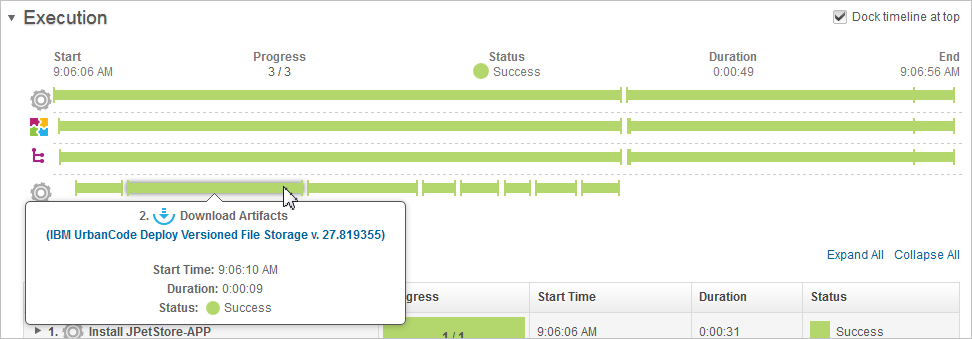 Execution
Dock timeline at top
Start Progress Status Duration End
9:06:06 AM 3 / 3 Success 0:00:49 9:06:56 AM
2. Download Artifacts
(IBM UrbanCode Deploy Versioned File Storage v. 27.819355)
Expand All Collapse All
Start Time: 9:06:10 AM
Duration: 0:00:09
Status: Success
gress Start Time Duration Status
1. Install JPetStore-APP 1 / 1 9:06:06 AM 0:00:31 Success